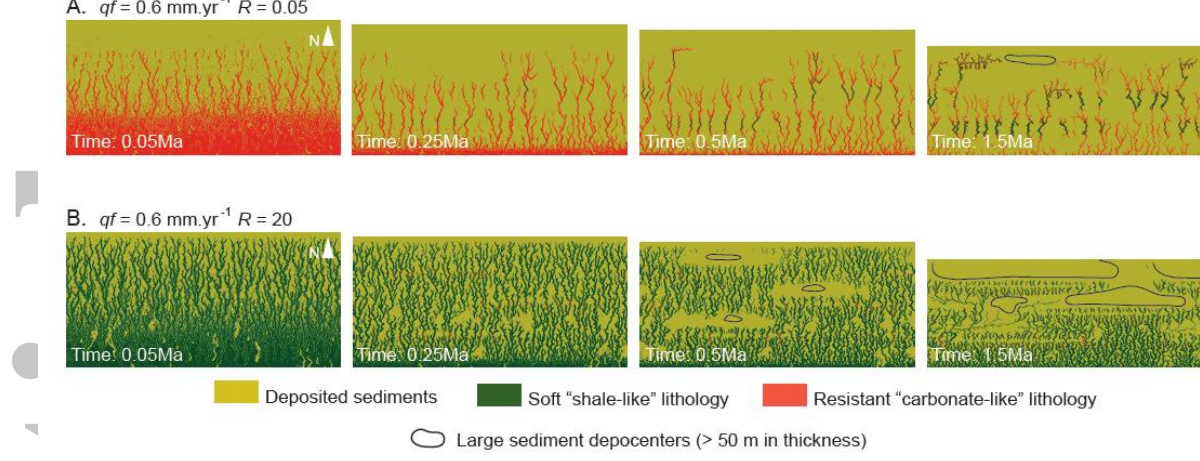 A. qf = 0.6 mm.yr⁻¹ R = 0.05
N
Time: 0.05Ma
Time: 0.25Ma
Time: 0.5Ma
Time: 1.5Ma
B. qf = 0.6 mm.yr⁻¹ R = 20
N
Time: 0.05Ma
Time: 0.25Ma
Time: 0.5Ma
Time: 1.5Ma
Deposited sediments
Soft “shale-like” lithology
Resistant “carbonate-like” lithology
Large sediment depocenters (> 50 m in thickness)